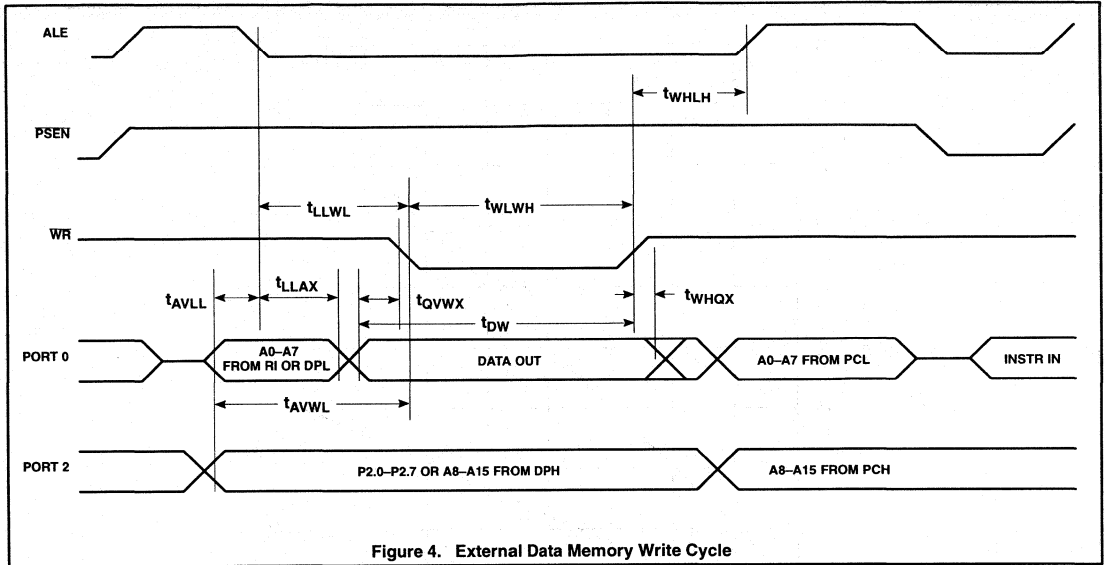 ALE
tWHLH
PSEN
tLLWL
tWLWH
WR
tAVLL
tLLAX
tQVWX
tWHQX
tDW
PORT 0
A0–A7
FROM RI OR DPL
DATA OUT
A0–A7 FROM PCL
INSTR IN
tAVWL
PORT 2
P2.0–P2.7 OR A8–A15 FROM DPH
A8–A15 FROM PCH
Figure 4. External Data Memory Write Cycle